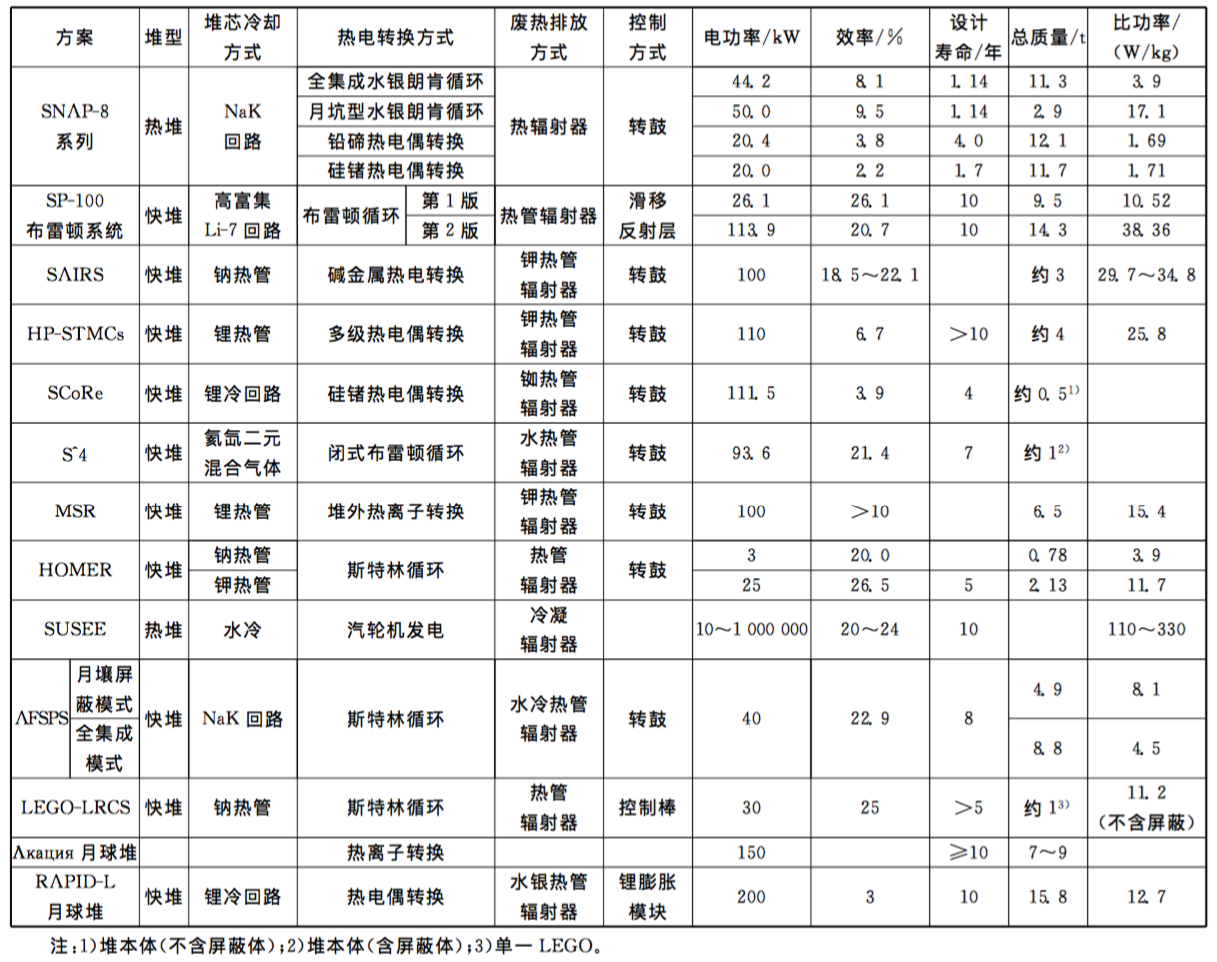 方案 堆型 堆芯冷却方式 热电转换方式 废热排放方式 控制方式 电功率/kW 效率/% 设计寿命/年 总质量/t 比功率/(W/kg)
SNAP-8系列 热堆 NaK回路 全集成水银朗肯循环 热辐射器 转鼓 44.2 8.1 1.14 11.3 3.9
月坑型水银朗肯循环 50.0 9.5 1.14 2.9 17.1
铅碲热电偶转换 20.4 3.8 4.0 12.1 1.69
硅锗热电偶转换 20.0 2.2 1.7 11.7 1.71
SP-100布雷顿系统 快堆 高富集Li-7回路 布雷顿循环 第1版 热管辐射器 滑移反射层 26.1 26.1 10 9.5 10.52
第2版 113.9 20.7 10 14.3 38.36
SAIRS 快堆 钠热管 碱金属热电转换 钾热管辐射器 转鼓 100 18.5~22.1 约3 29.7~34.8
HP-STMCs 快堆 锂热管 多级热电偶转换 钾热管辐射器 转鼓 110 6.7 >10 约4 25.8
SCoRe 快堆 锂冷回路 硅锗热电偶转换 铷热管辐射器 转鼓 111.5 3.9 4 约0.51)
Sˆ4 快堆 氦氙二元混合气体 闭式布雷顿循环 水热管辐射器 转鼓 93.6 21.4 7 约12)
MSR 快堆 锂热管 堆外热离子转换 钾热管辐射器 转鼓 100 >10 6.5 15.4
HOMER 快堆 钠热管 斯特林循环 热管辐射器 转鼓 3 20.0 0.78 3.9
钾热管 25 26.5 5 2.13 11.7
SUSEE 热堆 水冷 汽轮机发电 冷凝辐射器 10~1 000 000 20~24 10 110~330
AFSPS 月壤屏蔽模式 快堆 NaK回路 斯特林循环 水冷热管辐射器 转鼓 40 22.9 8 4.9 8.1
全集成模式 8.8 4.5
LEGO-LRCS 快堆 钠热管 斯特林循环 热管辐射器 控制棒 30 25 >5 约13) 11.2(不含屏蔽)
Акация月球堆 热离子转换 150 ≥10 7~9
RAPID-L月球堆 快堆 锂冷回路 热电偶转换 水银热管辐射器 锂膨胀模块 200 3 10 15.8 12.7
注:1)堆本体(不含屏蔽体);2)堆本体(含屏蔽体);3)单一LEGO。